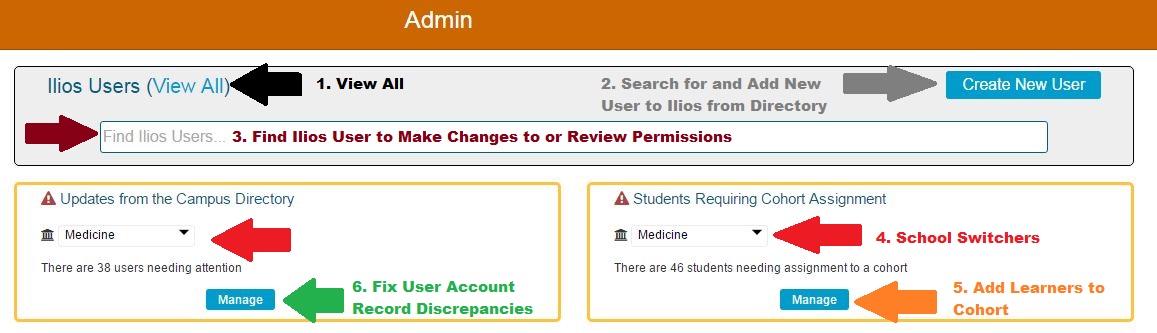 Admin
Ilios Users (View All)
1. View All
2. Search for and Add New
User to Ilios from Directory
Create New User
Find Ilios Users... 3. Find Ilios User to Make Changes to or Review Permissions
Updates from the Campus Directory
Medicine
There are 38 users needing attention
Manage
6. Fix User Account
Record Discrepancies
Students Requiring Cohort Assignment
Medicine
4. School Switchers
There are 46 students needing assignment to a cohort
Manage
5. Add Learners to
Cohort